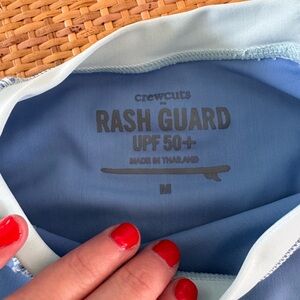 crewcuts
RASH GUARD
UPF 50+
MADE IN THAILAND
M